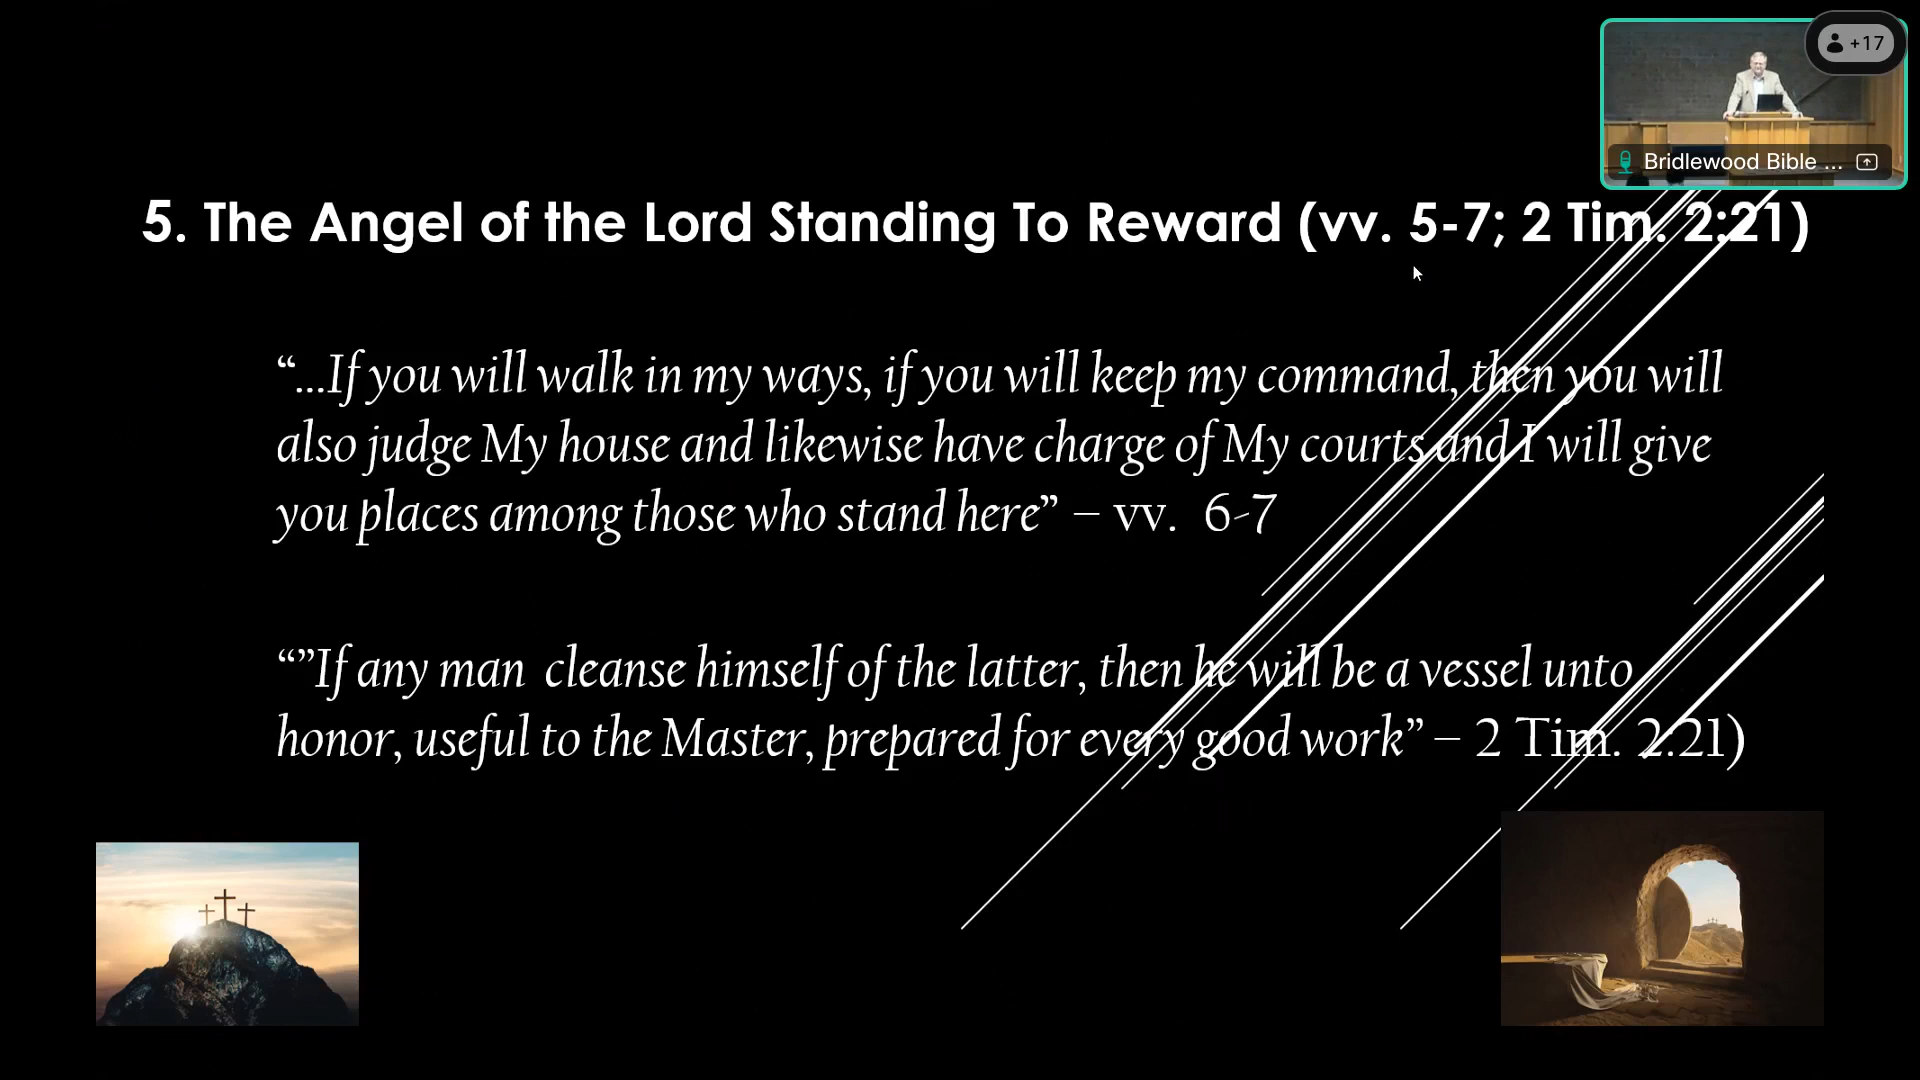 +17
Bridlewood Bible ...
5. The Angel of the Lord Standing To Reward (vv. 5-7; 2 Tim. 2:21)
“...If you will walk in my ways, if you will keep my command, then you will
also judge My house and likewise have charge of My courts and I will give
you places among those who stand here” – vv. 6-7
“”If any man cleanse himself of the latter, then he will be a vessel unto
honor, useful to the Master, prepared for every good work” – 2 Tim. 2:21)